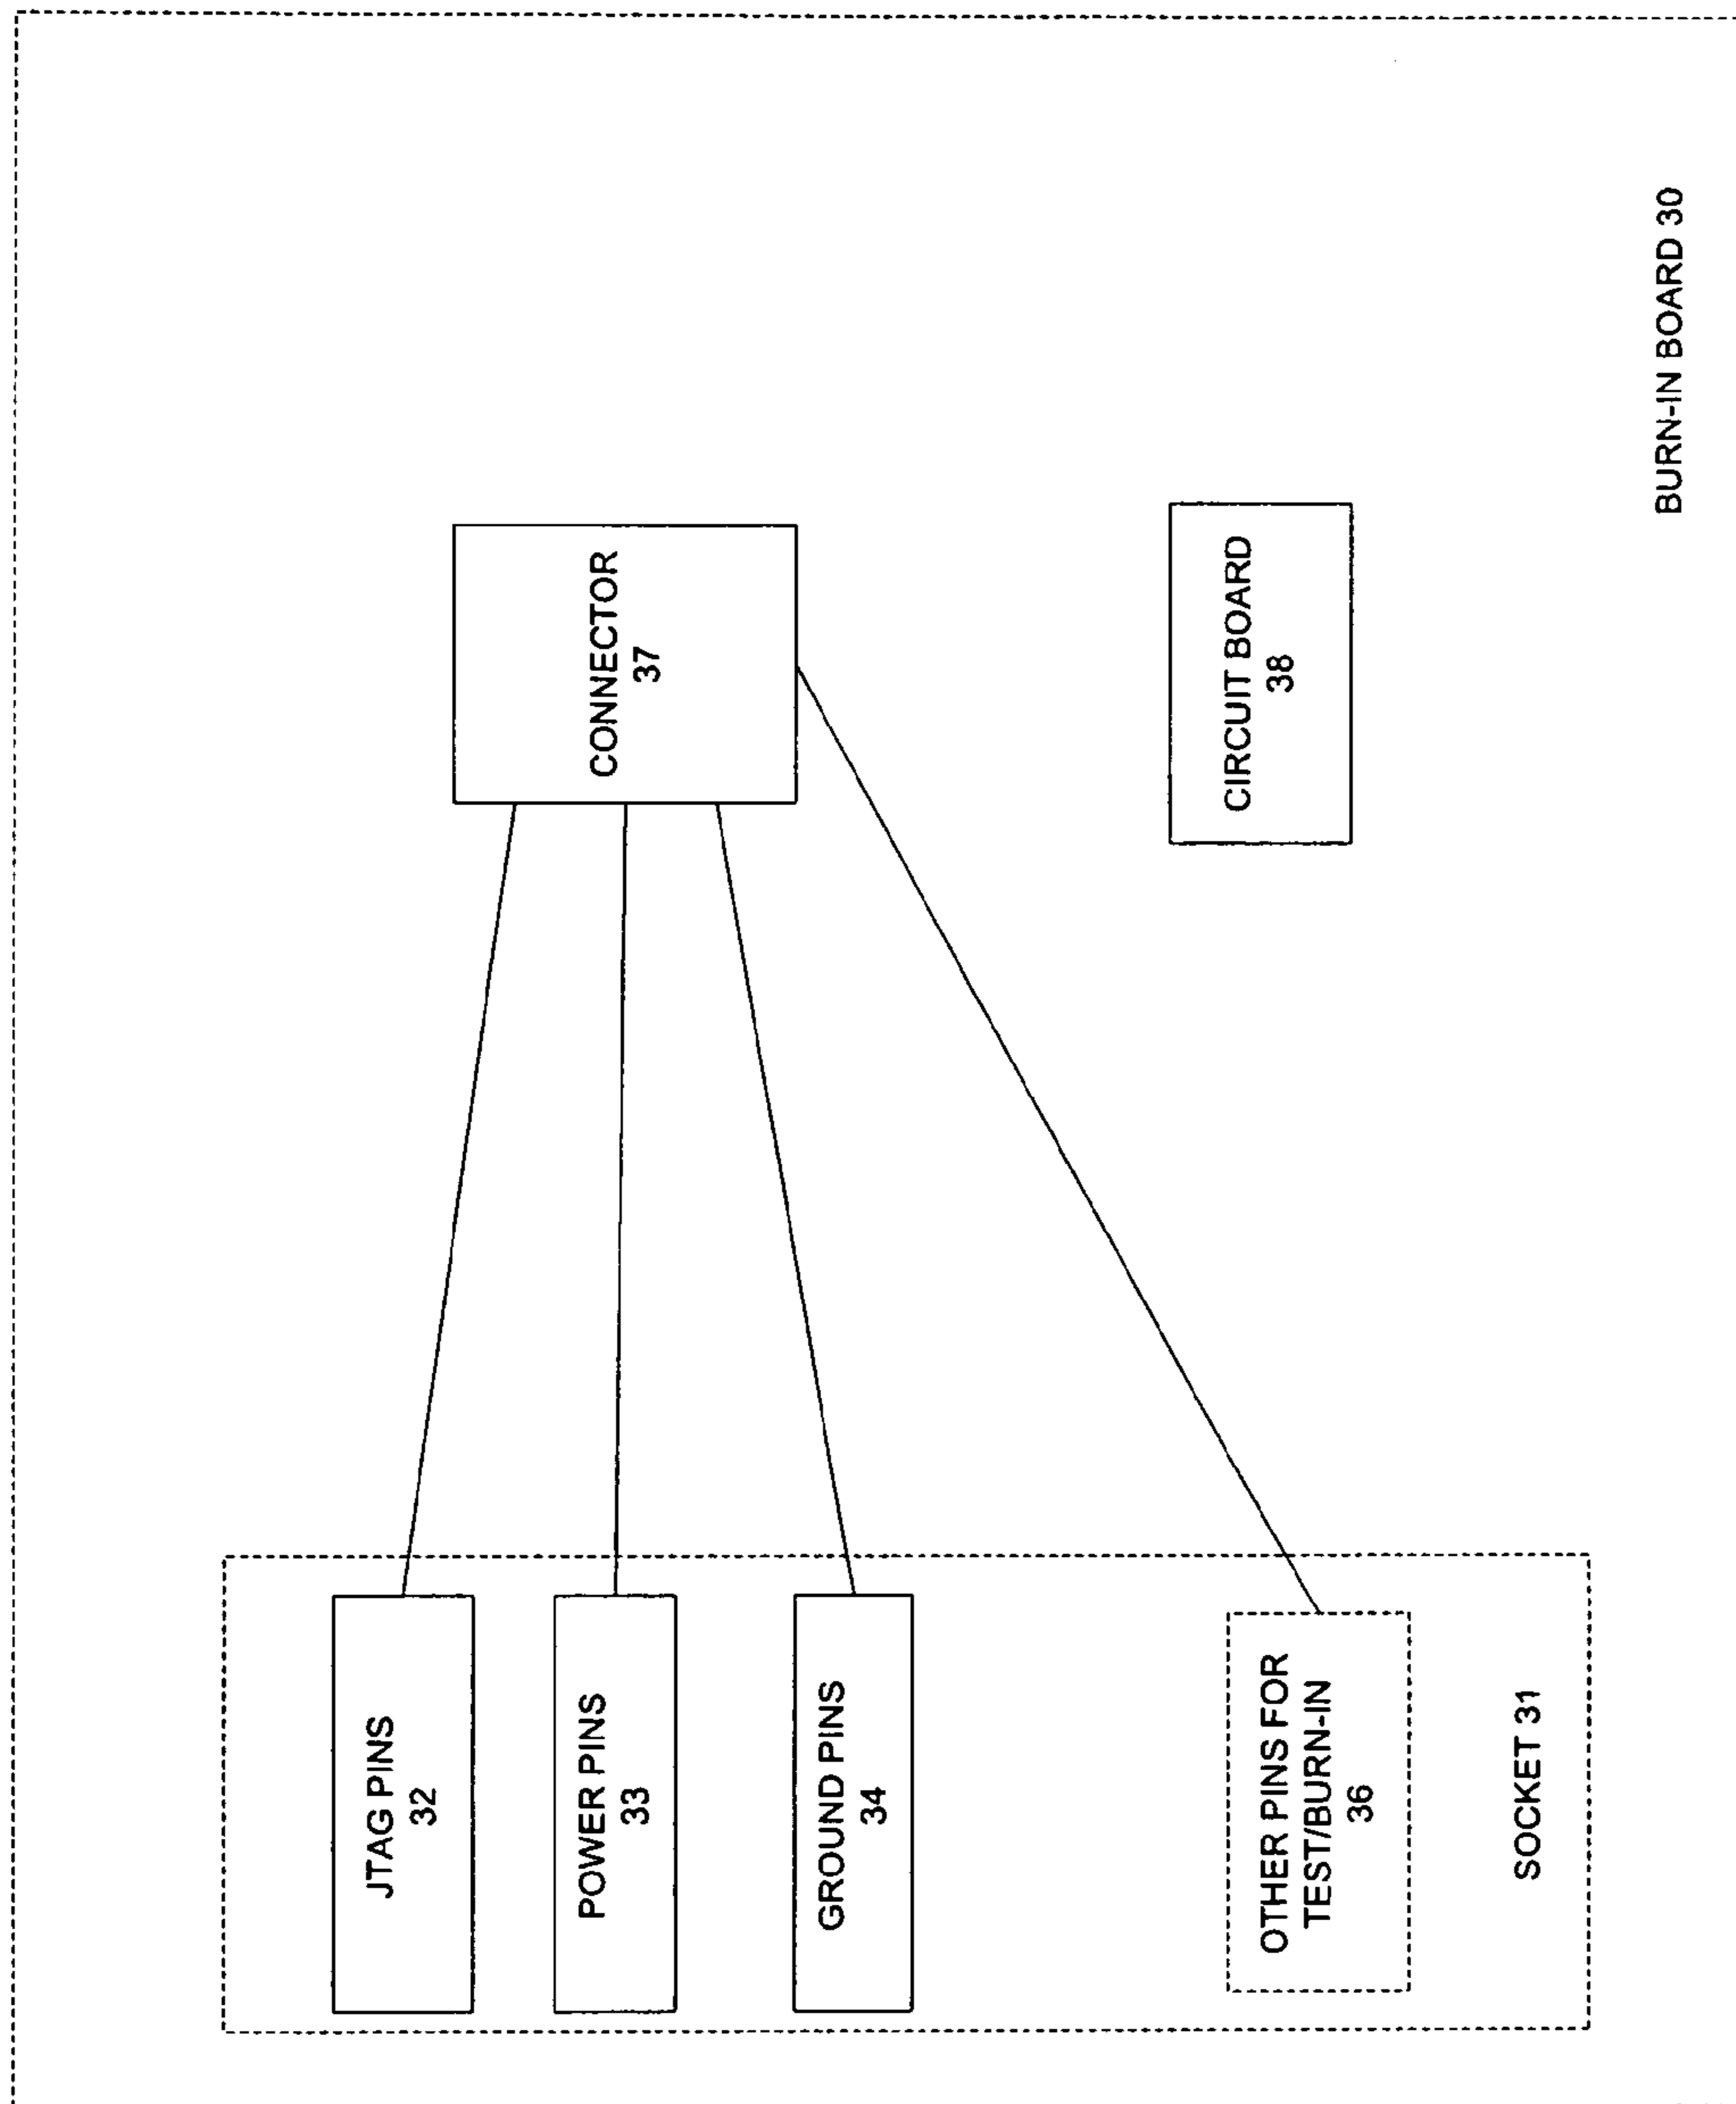 JTAG PINS
32
POWER PINS
33
GROUND PINS
34
OTHER PINS FOR
TEST/BURN-IN
36
SOCKET 31
CONNECTOR
37
CIRCUIT BOARD
38
BURN-IN BOARD 30